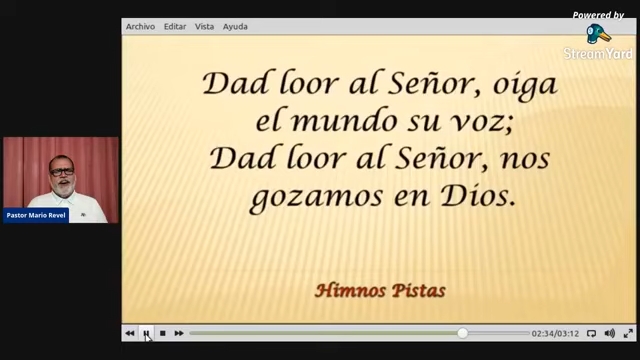 Powered by
StreamYard
Archivo Editar Vista Ayuda
Dad loor al Señor, oiga
el mundo su voz;
Dad loor al Señor, nos
gozamos en Dios.
Pastor Mario Revel
Himnos Pistas
02:34/03:12